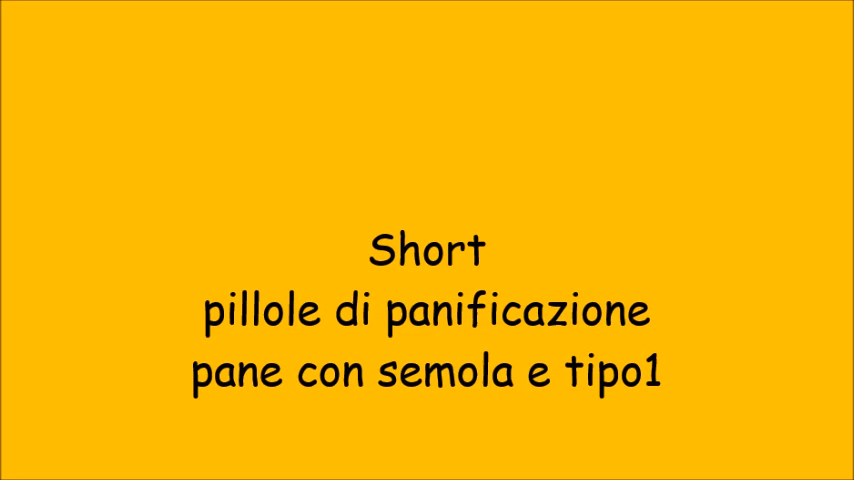 Short
pillole di panificazione
pane con semola e tipo1